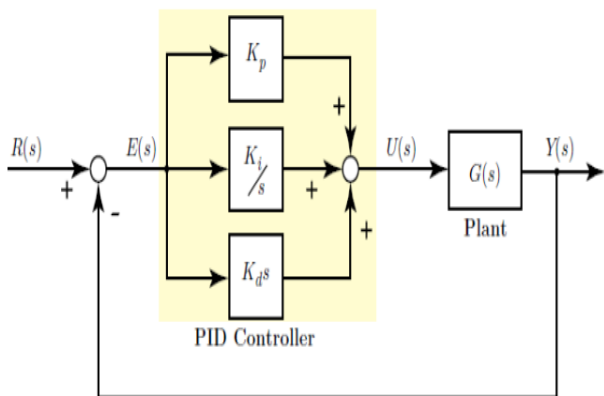 K_p
+
R(s)
E(s)
K_i/s
U(s)
G(s)
Y(s)
+
-
+
Plant
+
K_d s
PID Controller